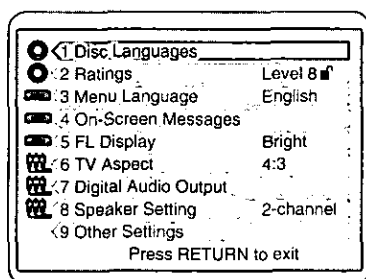 1 Disc Languages
2 Ratings Level 8
3 Menu Language English
4 On-Screen Messages
5 FL Display Bright
6 TV Aspect 4:3
7 Digital Audio Output
8 Speaker Setting 2-channel
9 Other Settings
Press RETURN to exit